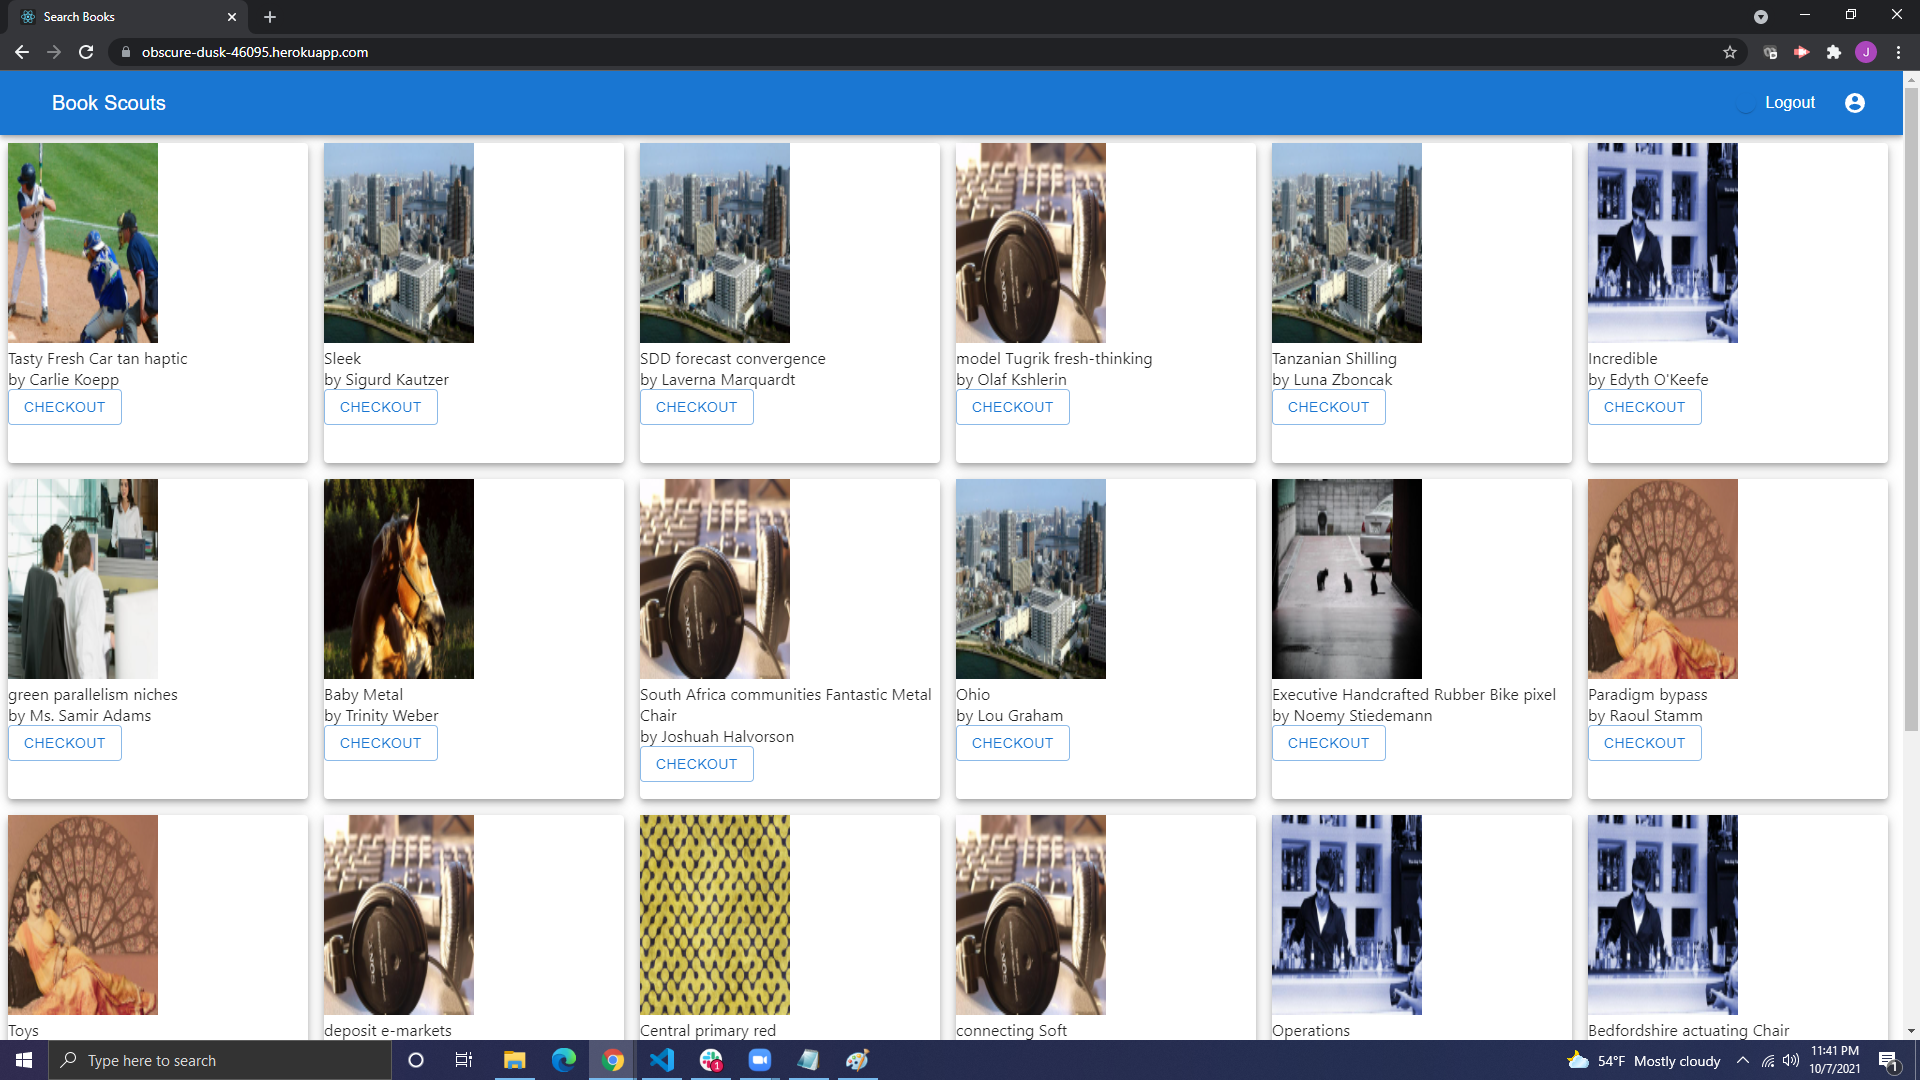 Search Books
obscure-dusk-46095.herokuapp.com
J
Book Scouts
Logout
Tasty Fresh Car tan haptic
by Carlie Koepp
CHECKOUT
Sleek
by Sigurd Kautzer
CHECKOUT
SDD forecast convergence
by Laverna Marquardt
CHECKOUT
model Tugrik fresh-thinking
by Olaf Kshlerin
CHECKOUT
Tanzanian Shilling
by Luna Zboncak
CHECKOUT
Incredible
by Edyth O'Keefe
CHECKOUT
green parallelism niches
by Ms. Samir Adams
CHECKOUT
Baby Metal
by Trinity Weber
CHECKOUT
South Africa communities Fantastic Metal
Chair
by Joshuah Halvorson
CHECKOUT
Ohio
by Lou Graham
CHECKOUT
Executive Handcrafted Rubber Bike pixel
by Noemy Stiedemann
CHECKOUT
Paradigm bypass
by Raoul Stamm
CHECKOUT
Toys
deposit e-markets
Central primary red
connecting Soft
Operations
Bedfordshire actuating Chair
Type here to search
1
54°F Mostly cloudy
11:41 PM
10/7/2021
1